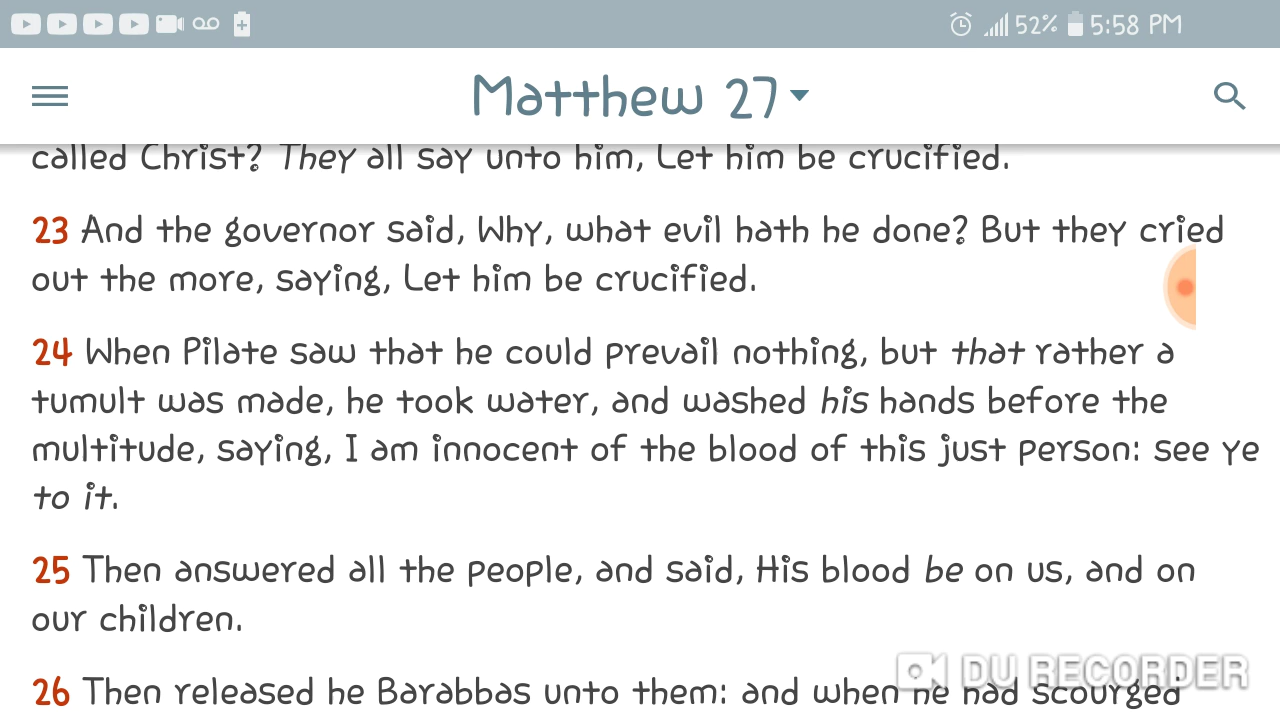 52% 5:58 PM
Matthew 27
called Christ? They all say unto him, Let him be crucified.
23 And the governor said, Why, what evil hath he done? But they cried
out the more, saying, Let him be crucified.
24 When Pilate saw that he could prevail nothing, but that rather a
tumult was made, he took water, and washed his hands before the
multitude, saying, I am innocent of the blood of this just person: see ye
to it.
25 Then answered all the people, and said, His blood be on us, and on
our children.
26 Then released he Barabbas unto them: and when he had scourged
DU RECORDER